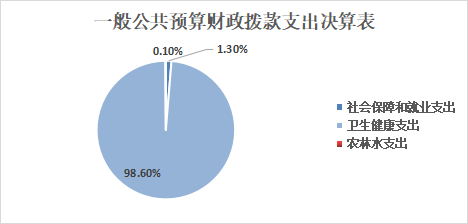 一般公共预算财政拨款支出决算表
0.10%
1.30%
98.60%
社会保障和就业支出
卫生健康支出
农林水支出